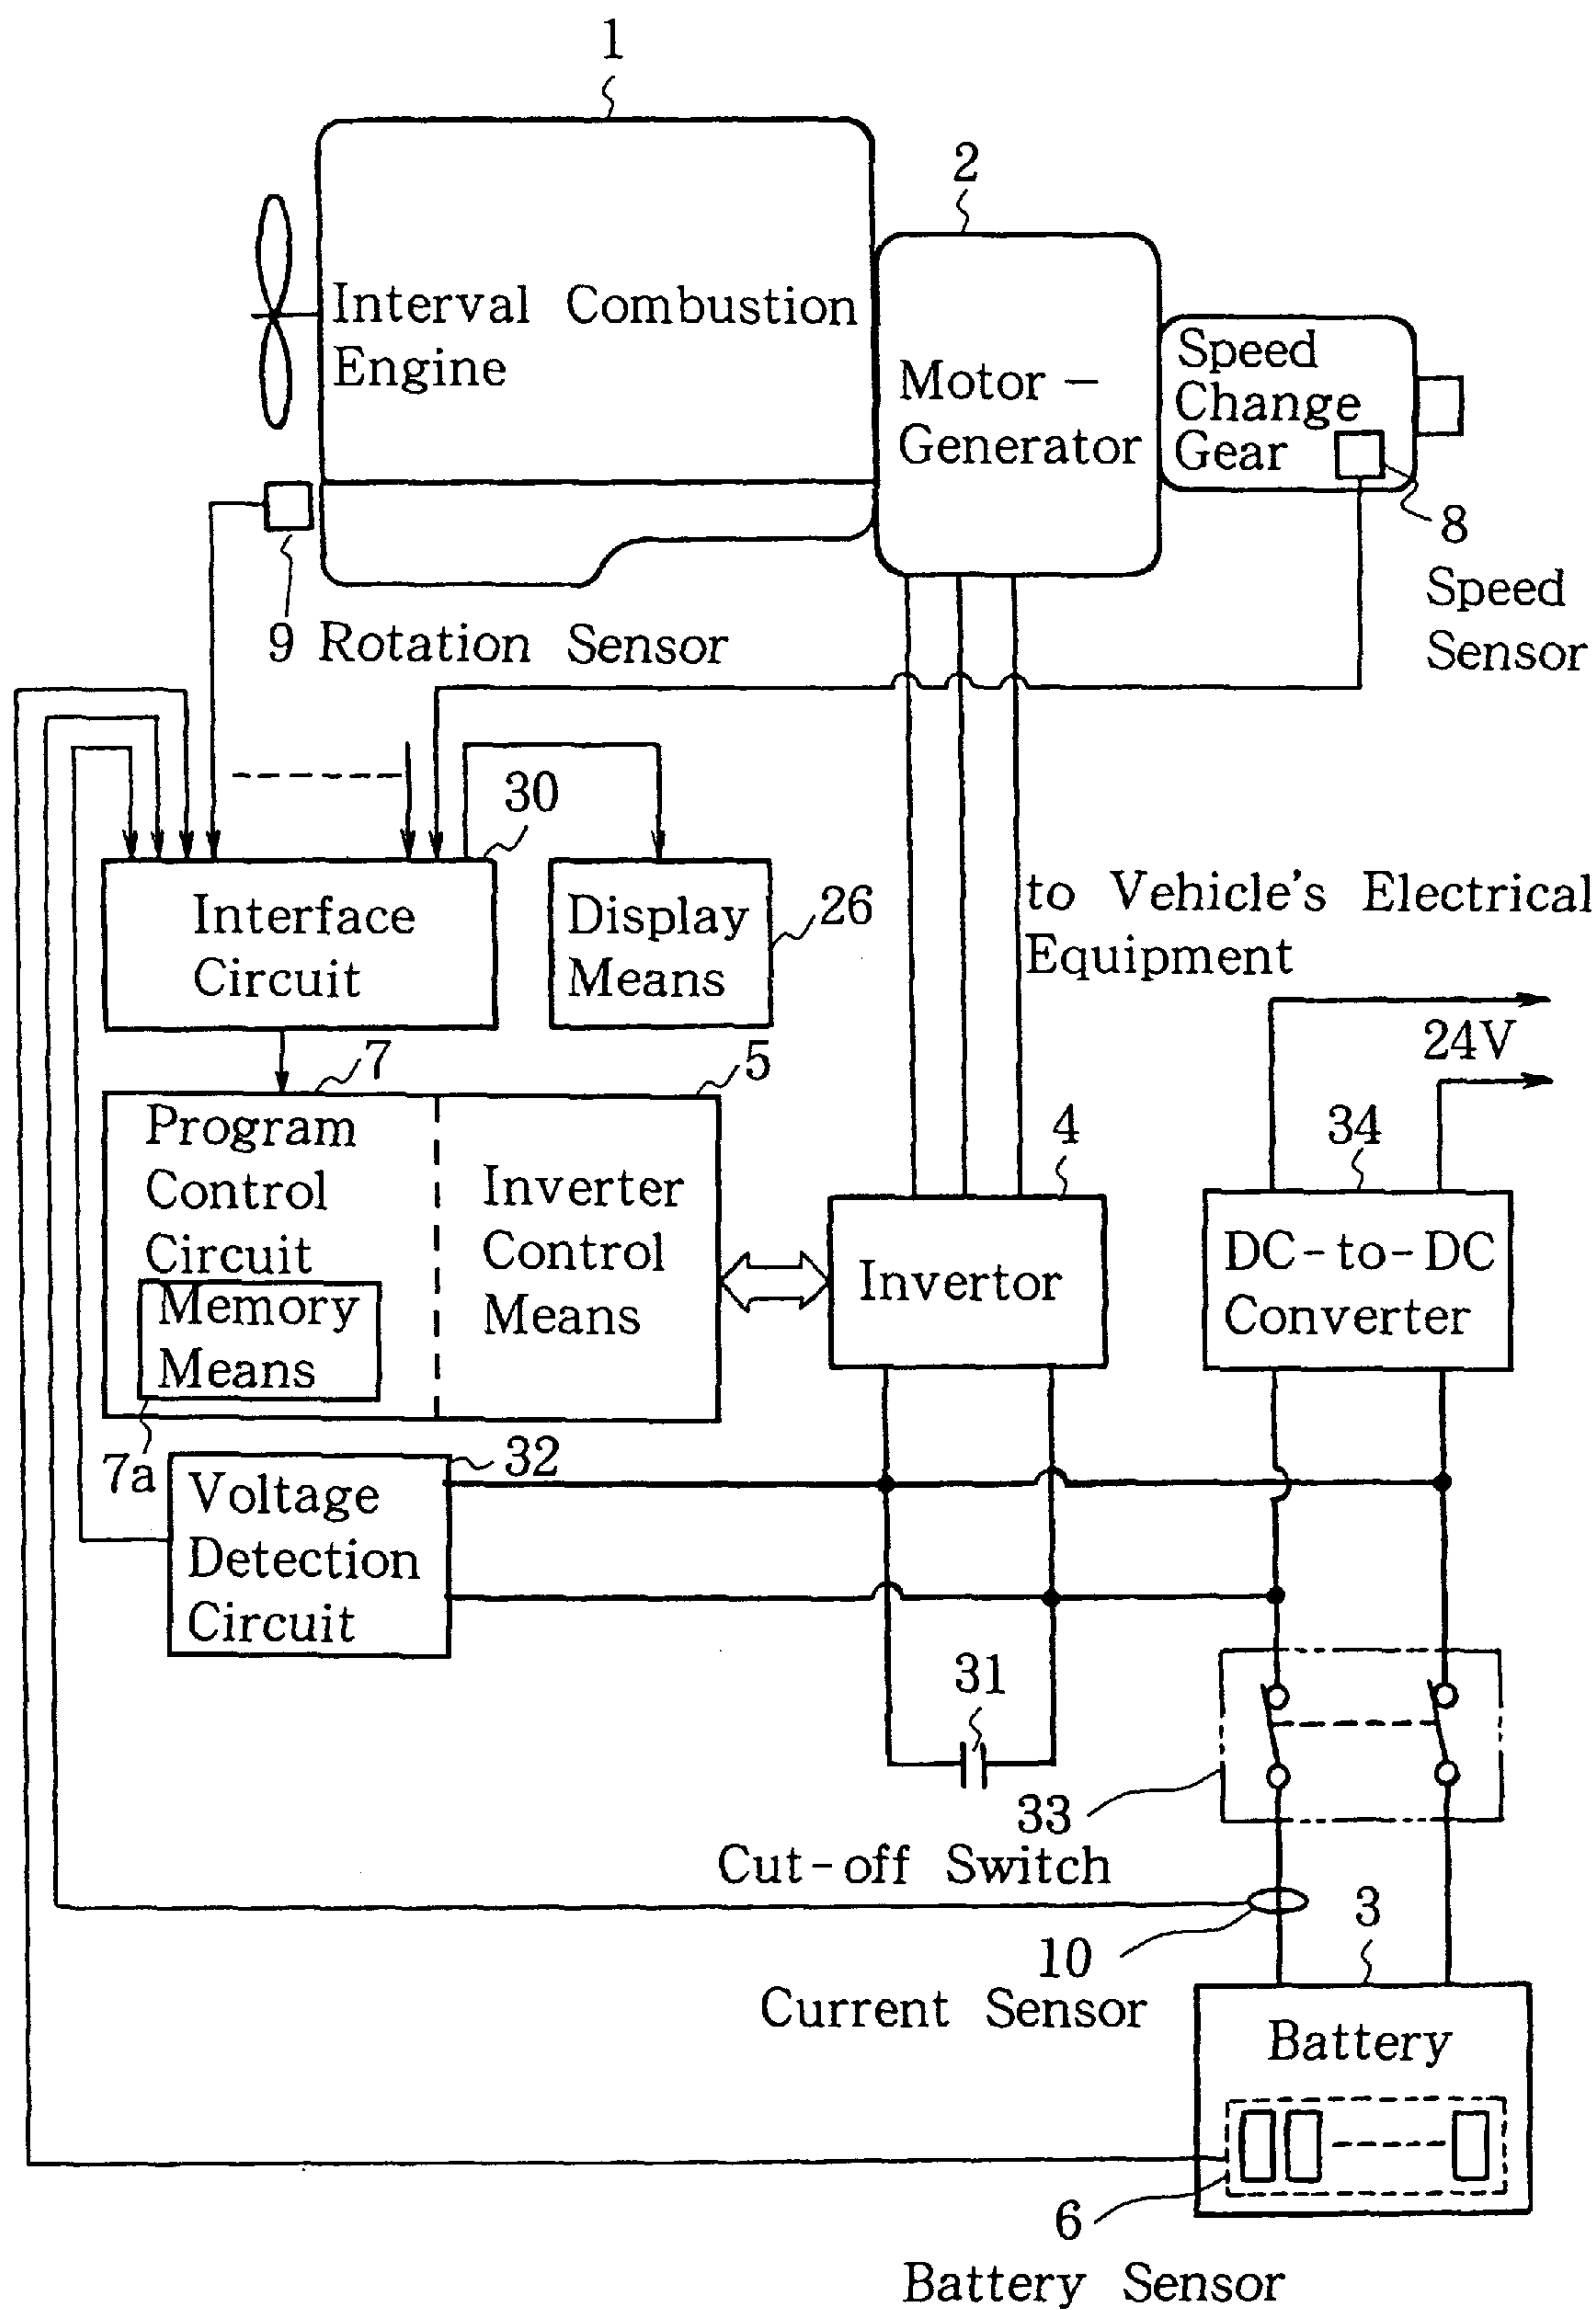 1
2
Interval Combustion
Engine
Motor-
Generator
Speed
Change
Gear
8
Speed
Sensor
9 Rotation Sensor
30
Interface
Circuit
Display
Means
26
to Vehicle's Electrical
Equipment
24V
7
5
4
34
Program
Control
Circuit
Memory
Means
7a
Inverter
Control
Means
Invertor
DC-to-DC
Converter
32
Voltage
Detection
Circuit
31
33
Cut-off Switch
10
Current Sensor
3
Battery
6
Battery Sensor